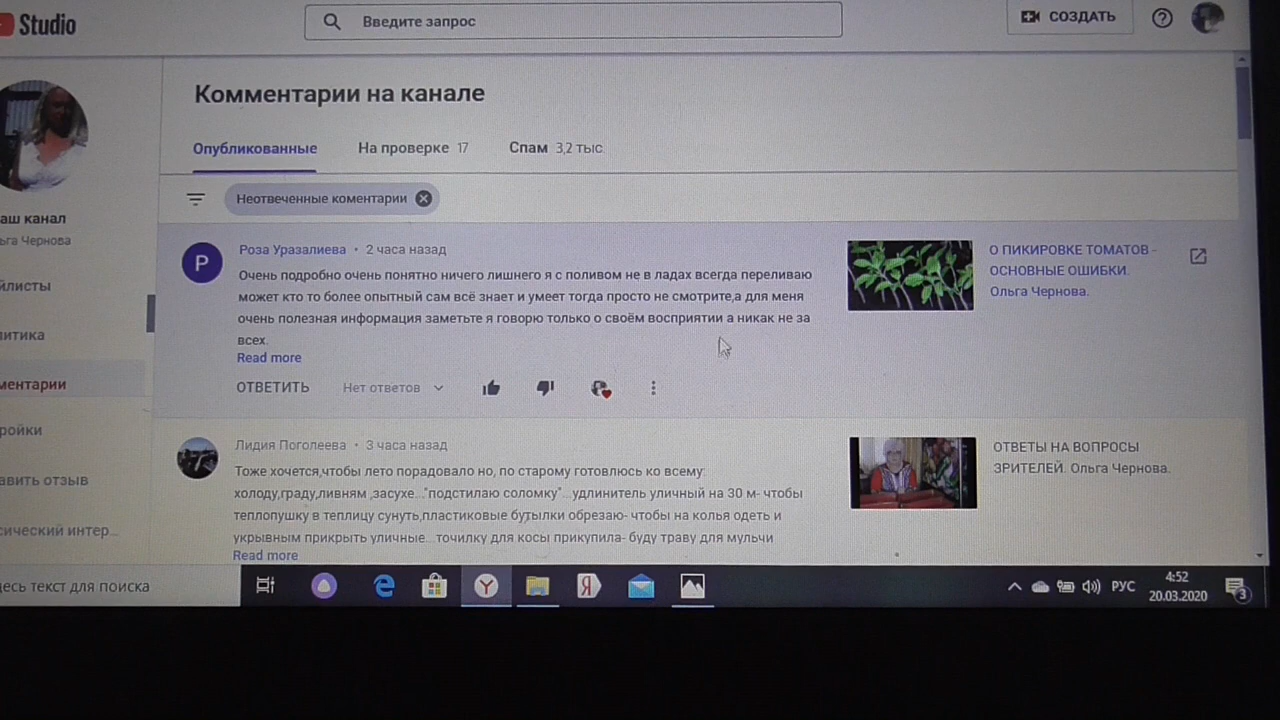 Studio
Введите запрос
СОЗДАТЬ
Комментарии на канале
Опубликованные
На проверке 17
Спам 3,2 тыс.
Неотвеченные коментарии
аш канал
ьга Чернова
йлисты
литика
ментарии
ройки
авить отзыв
сический интер...
Р
Роза Уразалиева • 2 часа назад
Очень подробно очень понятно ничего лишнего я с поливом не в ладах всегда переливаю
может кто то более опытный сам всё знает и умеет тогда просто не смотрите,а для меня
очень полезная информация заметьте я говорю только о своём восприятии а никак не за
всех.
Read more
ОТВЕТИТЬ
Нет ответов
О ПИКИРОВКЕ ТОМАТОВ -
ОСНОВНЫЕ ОШИБКИ.
Ольга Чернова.
Лидия Поголеева • 3 часа назад
Тоже хочется,чтобы лето порадовало но, по старому готовлюсь ко всему:
холоду,граду,ливням ,засухе..."подстилаю соломку"...удлинитель уличный на 30 м- чтобы
теплопушку в теплицу сунуть,пластиковые бутылки обрезаю- чтобы на колья одеть и
укрывным прикрыть уличные...точилку для косы прикупила- буду траву для мульчи
Read more
ОТВЕТЫ НА ВОПРОСЫ
ЗРИТЕЛЕЙ. Ольга Чернова.
десь текст для поиска
РУС
4:52
20.03.2020
3